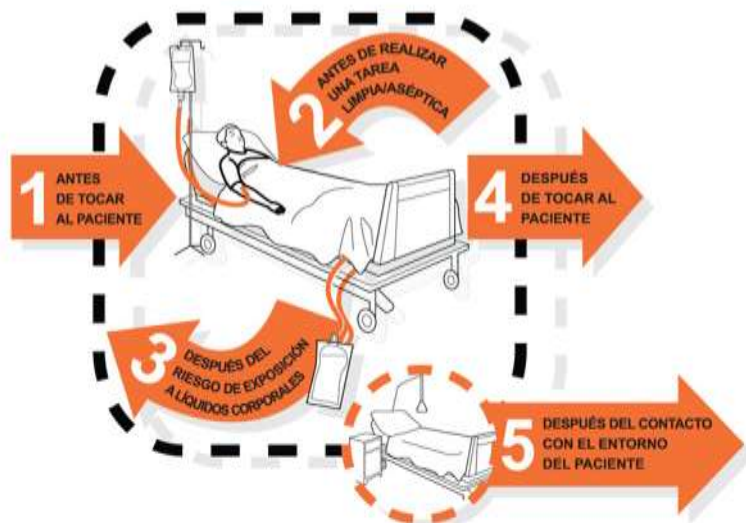 1 ANTES
DE TOCAR
AL PACIENTE
2 ANTES DE REALIZAR
UNA TAREA
LIMPIA/ASÉPTICA
3 DESPUÉS DEL
RIESGO DE EXPOSICIÓN
A LÍQUIDOS CORPORALES
4 DESPUÉS
DE TOCAR AL
PACIENTE
5 DESPUÉS DEL CONTACTO
CON EL ENTORNO
DEL PACIENTE